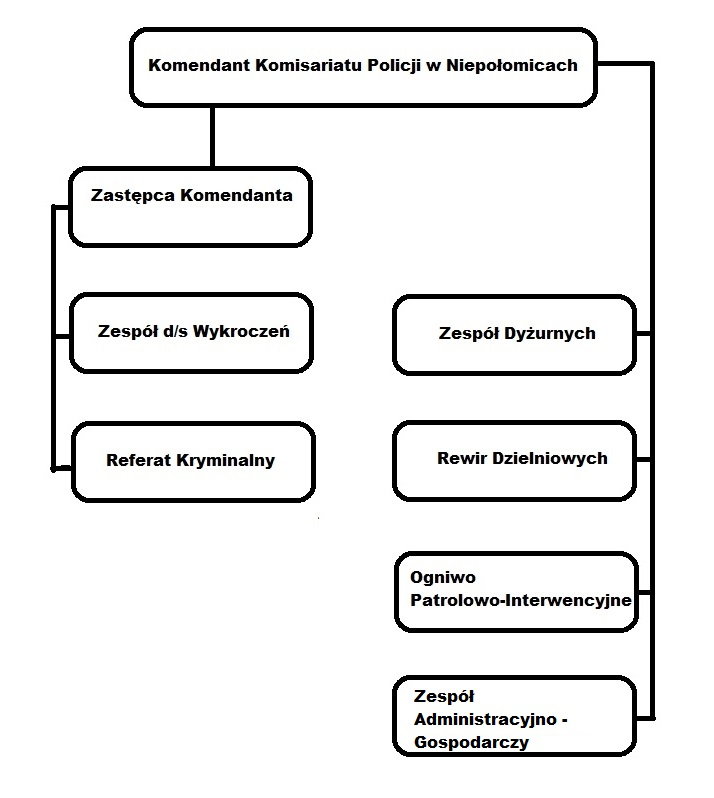 Komendant Komisariatu Policji w Niepołomicach
Zastępca Komendanta
Zespół d/s Wykroczeń
Zespół Dyżurnych
Referat Kryminalny
Rewir Dzielniowych
Ogniwo
Patrolowo-Interwencyjne
Zespół
Administracyjno -
Gospodarczy